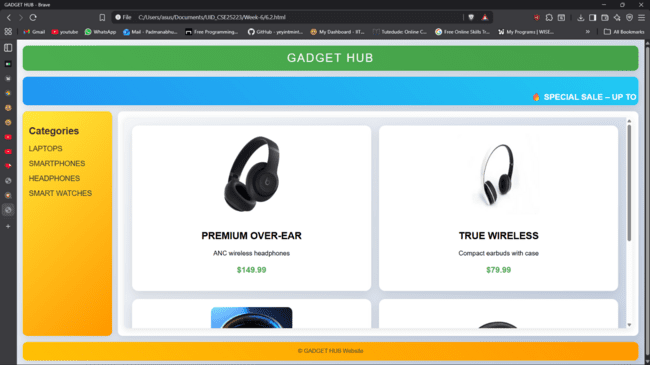 GADGET HUB - Brave
File C:/Users/asus/Documents/UID_CSE25223/Week-6/6.2.html
Gmail youtube WhatsApp Mail - Padmanabhu... Free Programming... GitHub - yeyintmont... My Dashboard - RT... Tutedude: Online C... Free Online Skills Tr... My Programs | WISE... » All Bookmarks
GADGET HUB
🔥 SPECIAL SALE – UP TO
Categories
LAPTOPS
SMARTPHONES
HEADPHONES
SMART WATCHES
PREMIUM OVER-EAR
ANC wireless headphones
$149.99
TRUE WIRELESS
Compact earbuds with case
$79.99
© GADGET HUB Website